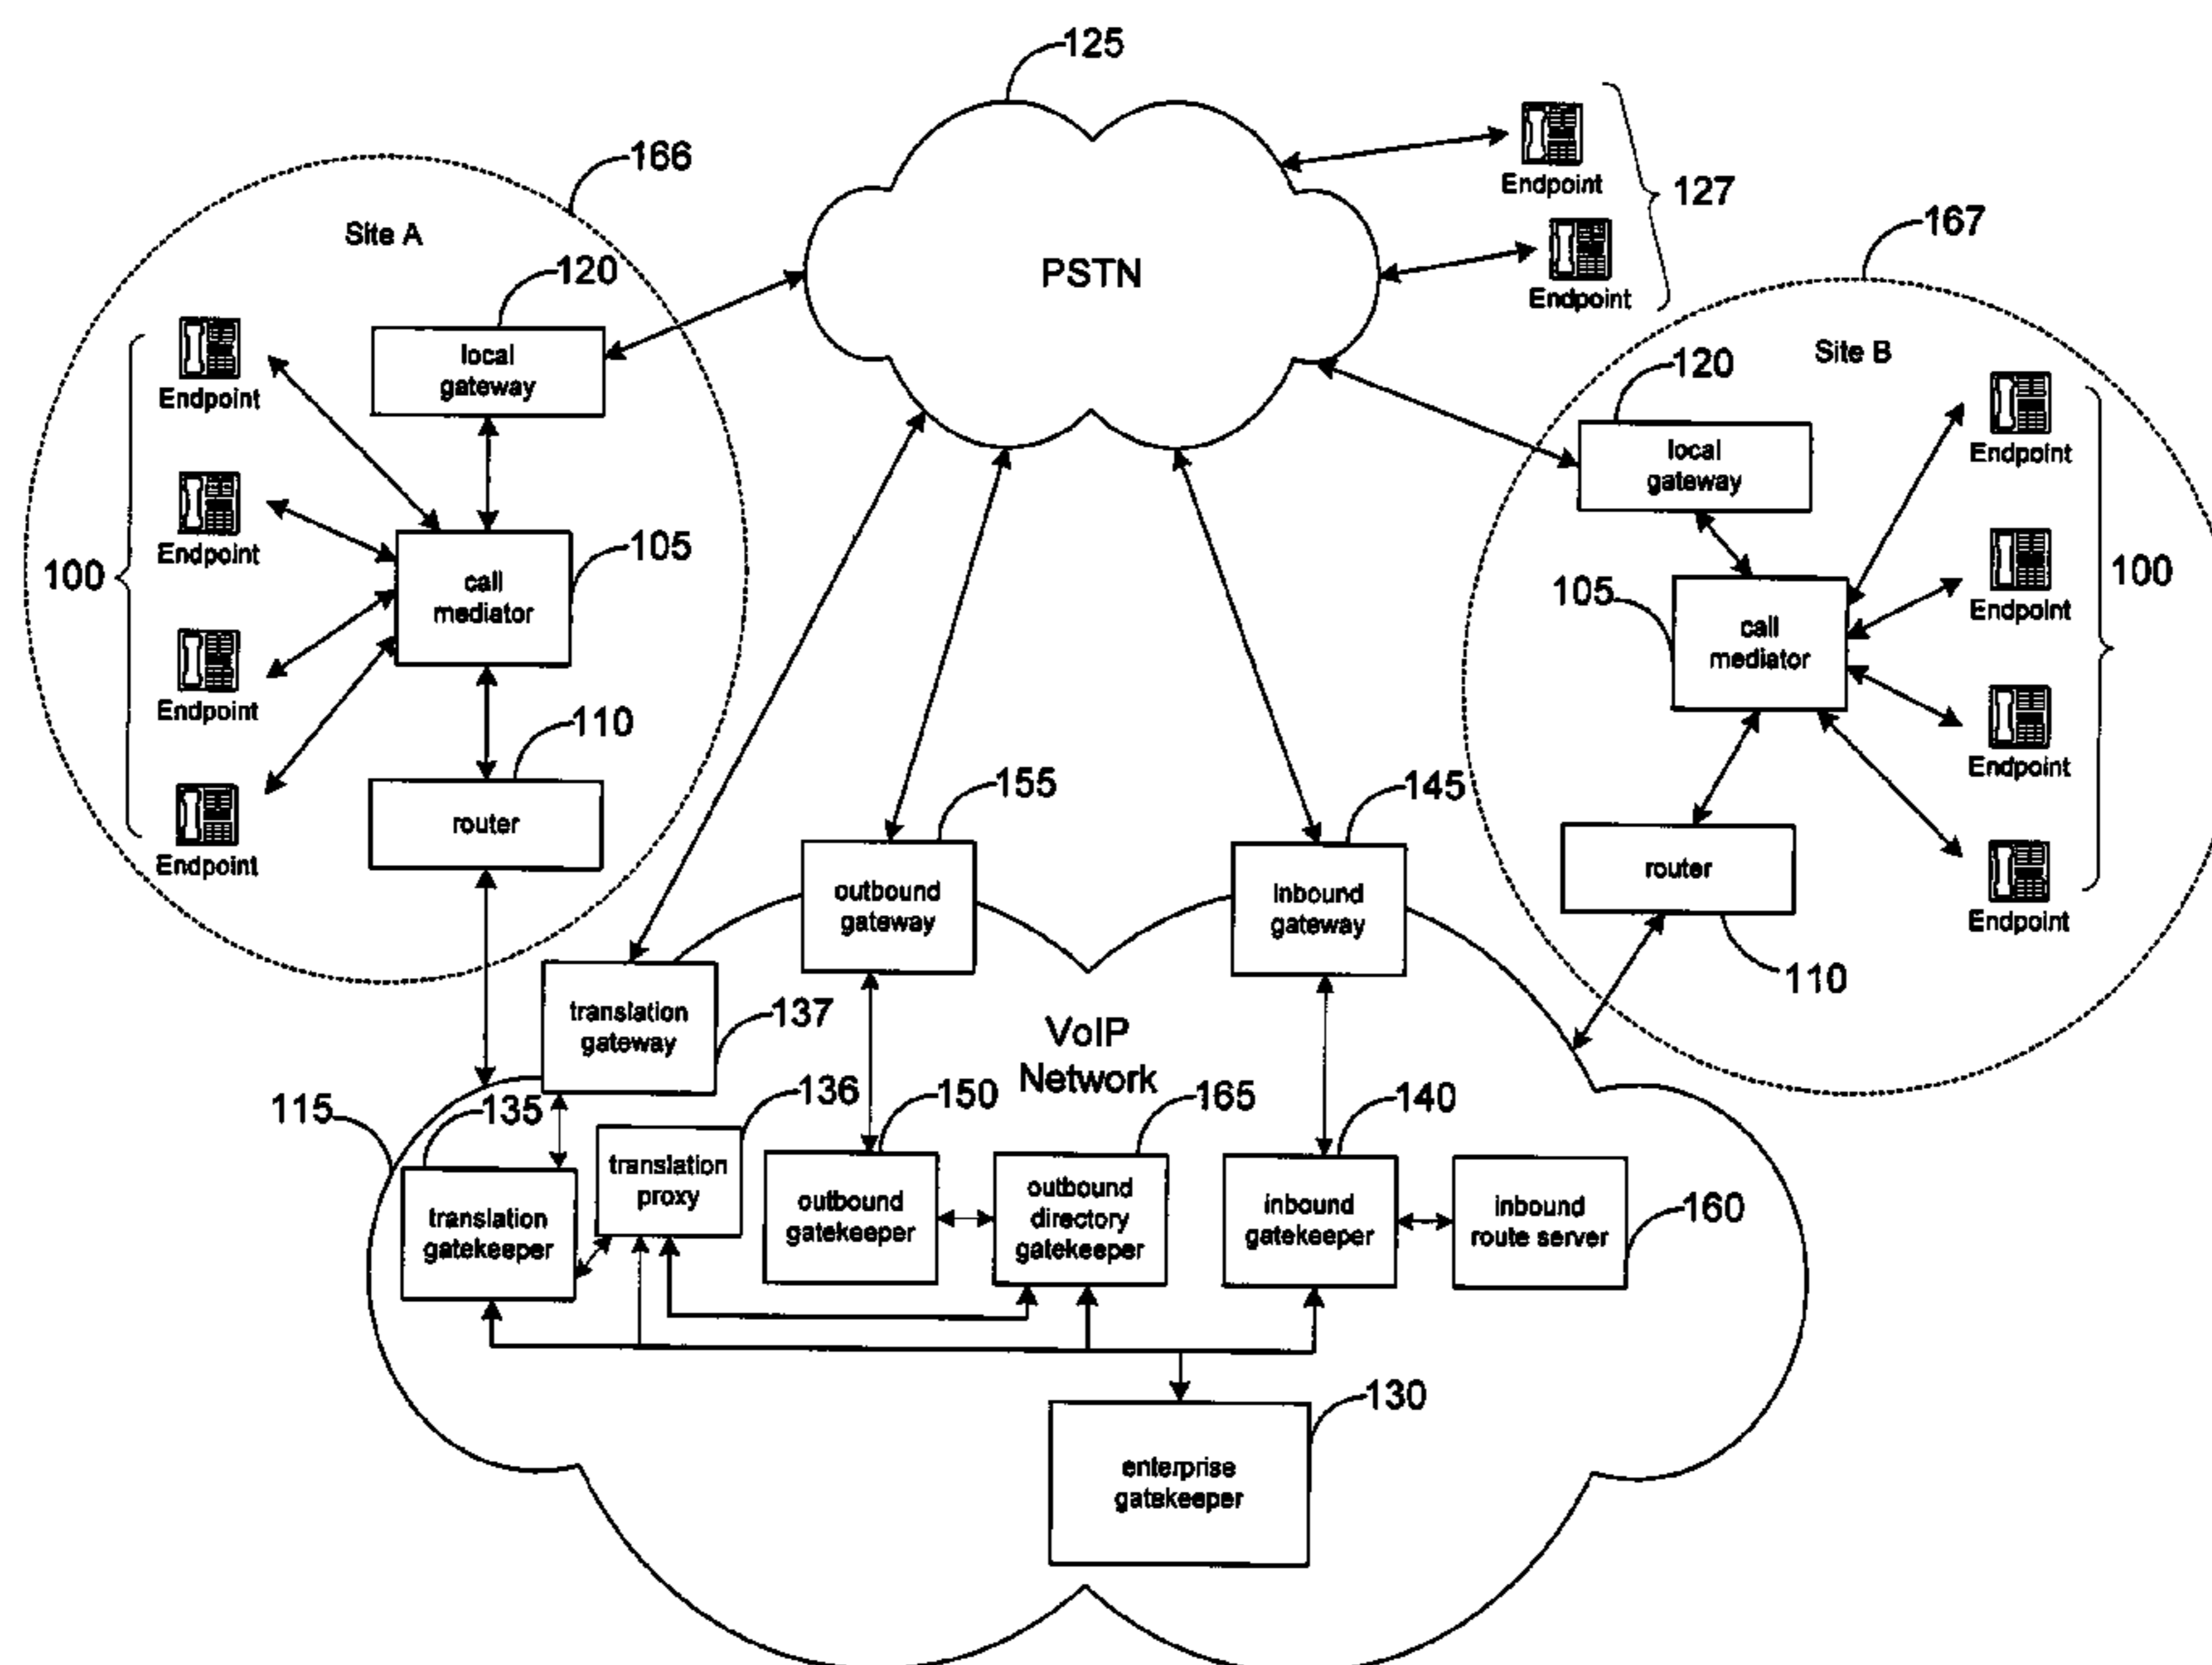 125
166
Site A
120
local
gateway
Endpoint
Endpoint
100
105
call
mediator
Endpoint
110
router
Endpoint
PSTN
Endpoint
127
Endpoint
167
Site B
120
local
gateway
Endpoint
105
call
mediator
Endpoint
100
Endpoint
router
110
Endpoint
155
outbound
gateway
145
inbound
gateway
translation
gateway
137
VoIP
Network
115
135
translation
gatekeeper
136
translation
proxy
150
outbound
gatekeeper
165
outbound
directory
gatekeeper
140
inbound
gatekeeper
inbound
route server
160
130
enterprise
gatekeeper